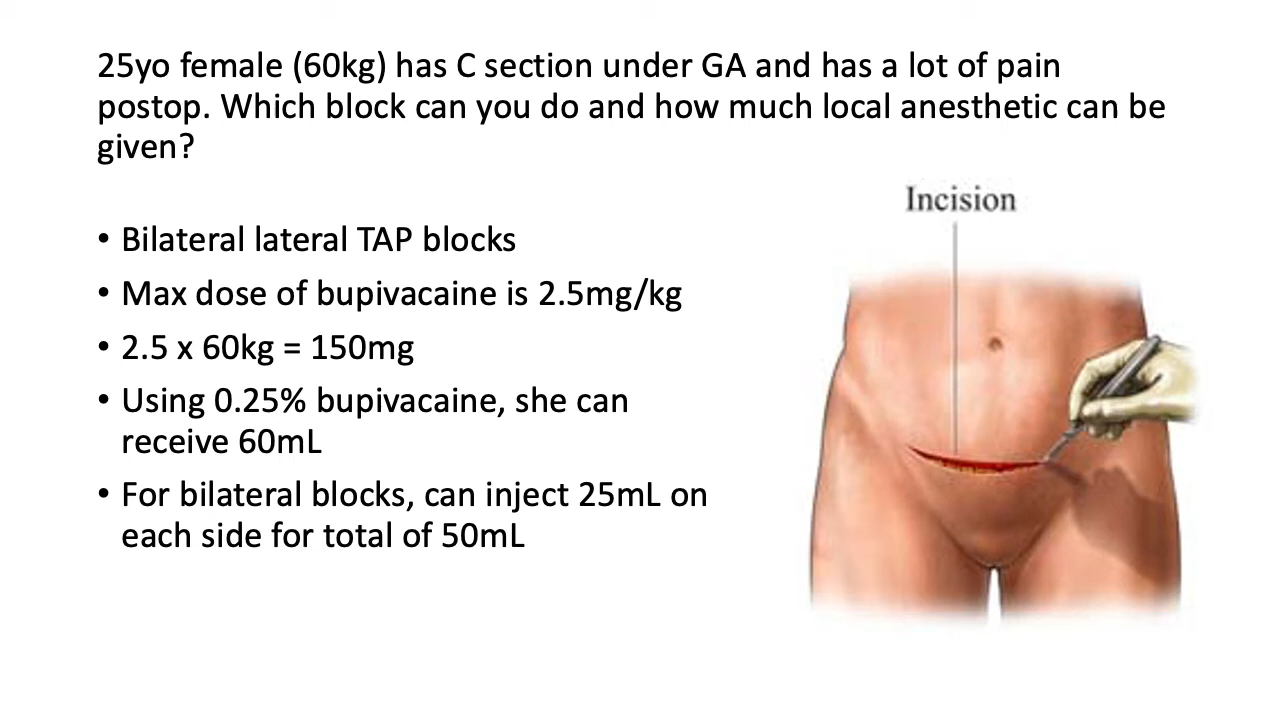 25yo female (60kg) has C section under GA and has a lot of pain
postop. Which block can you do and how much local anesthetic can be
given?
Incision
• Bilateral lateral TAP blocks
• Max dose of bupivacaine is 2.5mg/kg
• 2.5 x 60kg = 150mg
• Using 0.25% bupivacaine, she can
receive 60mL
• For bilateral blocks, can inject 25mL on
each side for total of 50mL